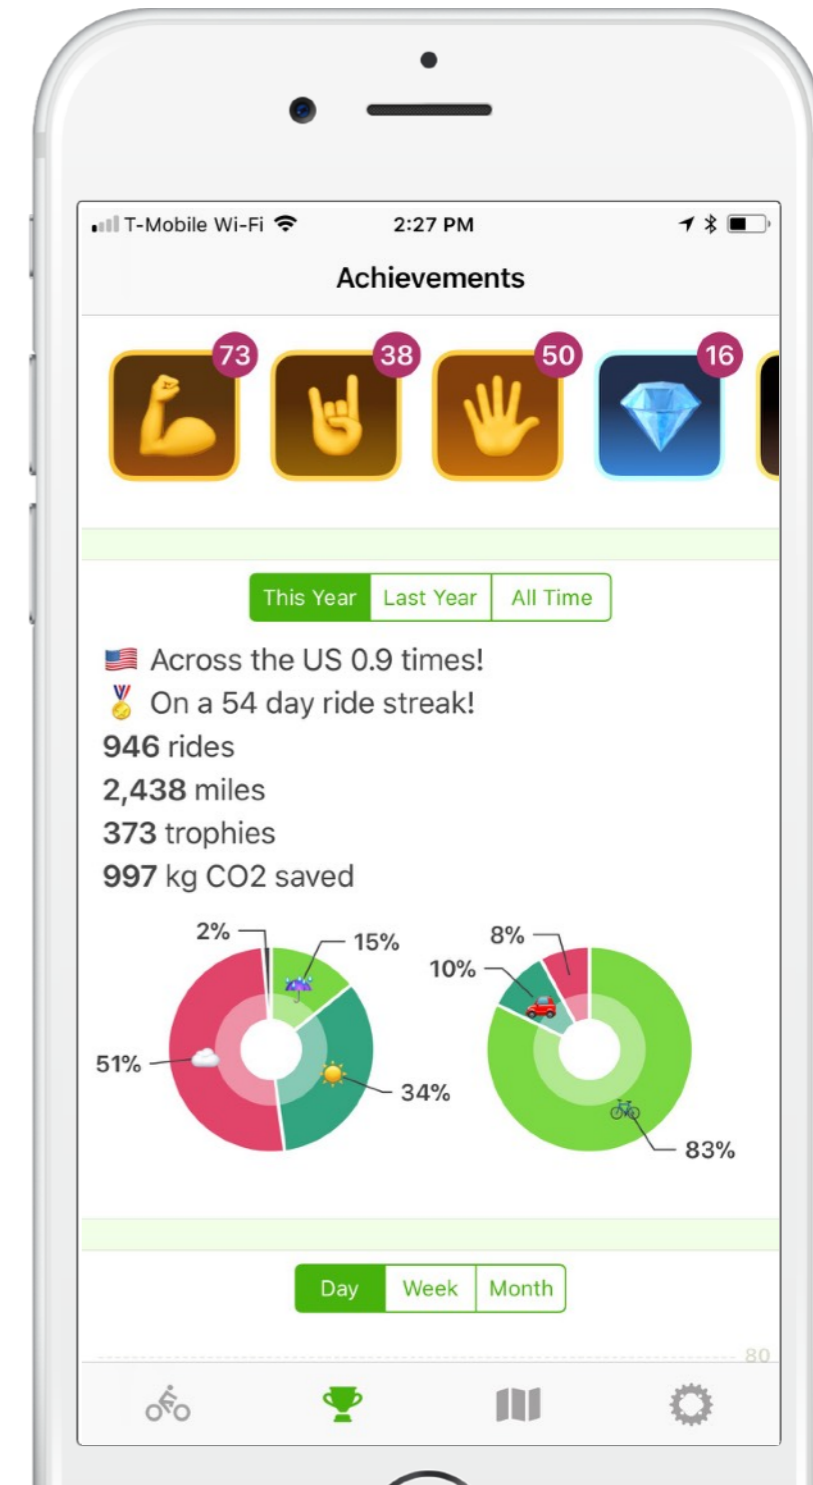 T-Mobile Wi-Fi 2:27 PM
Achievements
73 38 50 16
This Year Last Year All Time
Across the US 0.9 times!
On a 54 day ride streak!
946 rides
2,438 miles
373 trophies
997 kg CO2 saved
2% 15% 8%
10%
51% 34%
83%
Day Week Month
80